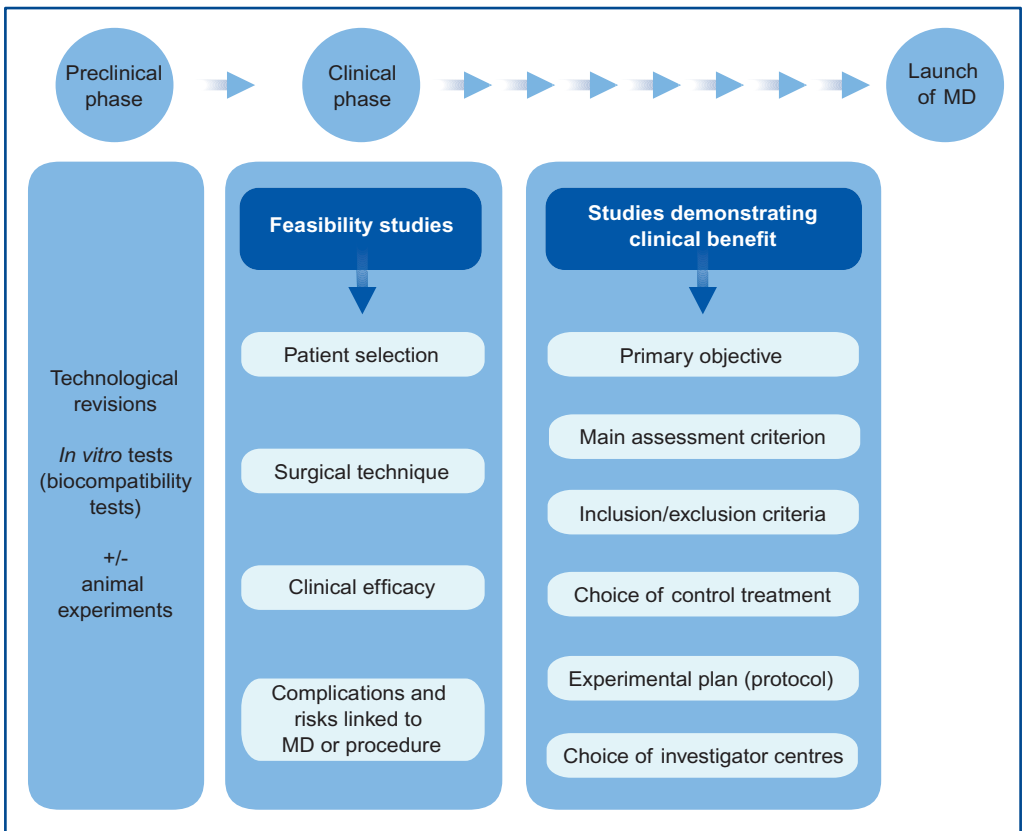 Preclinical
phase
Clinical
phase
Launch
of MD
Technological
revisions
In vitro tests
(biocompatibility
tests)
+/-
animal
experiments
Feasibility studies
Patient selection
Surgical technique
Clinical efficacy
Complications and
risks linked to
MD or procedure
Studies demonstrating
clinical benefit
Primary objective
Main assessment criterion
Inclusion/exclusion criteria
Choice of control treatment
Experimental plan (protocol)
Choice of investigator centres